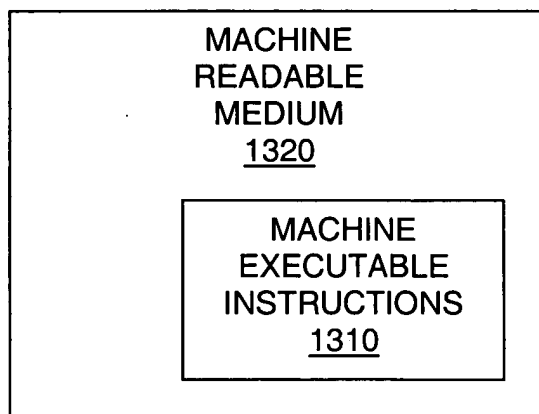 MACHINE
READABLE
MEDIUM
1320
MACHINE
EXECUTABLE
INSTRUCTIONS
1310